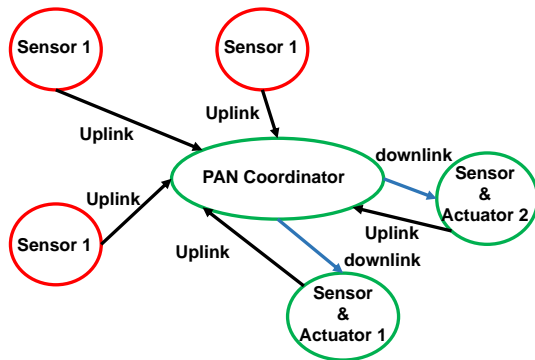 Sensor 1
Sensor 1
Uplink
Uplink
downlink
PAN Coordinator
Sensor
&
Actuator 2
Uplink
Uplink
Sensor 1
Uplink
downlink
Sensor
&
Actuator 1